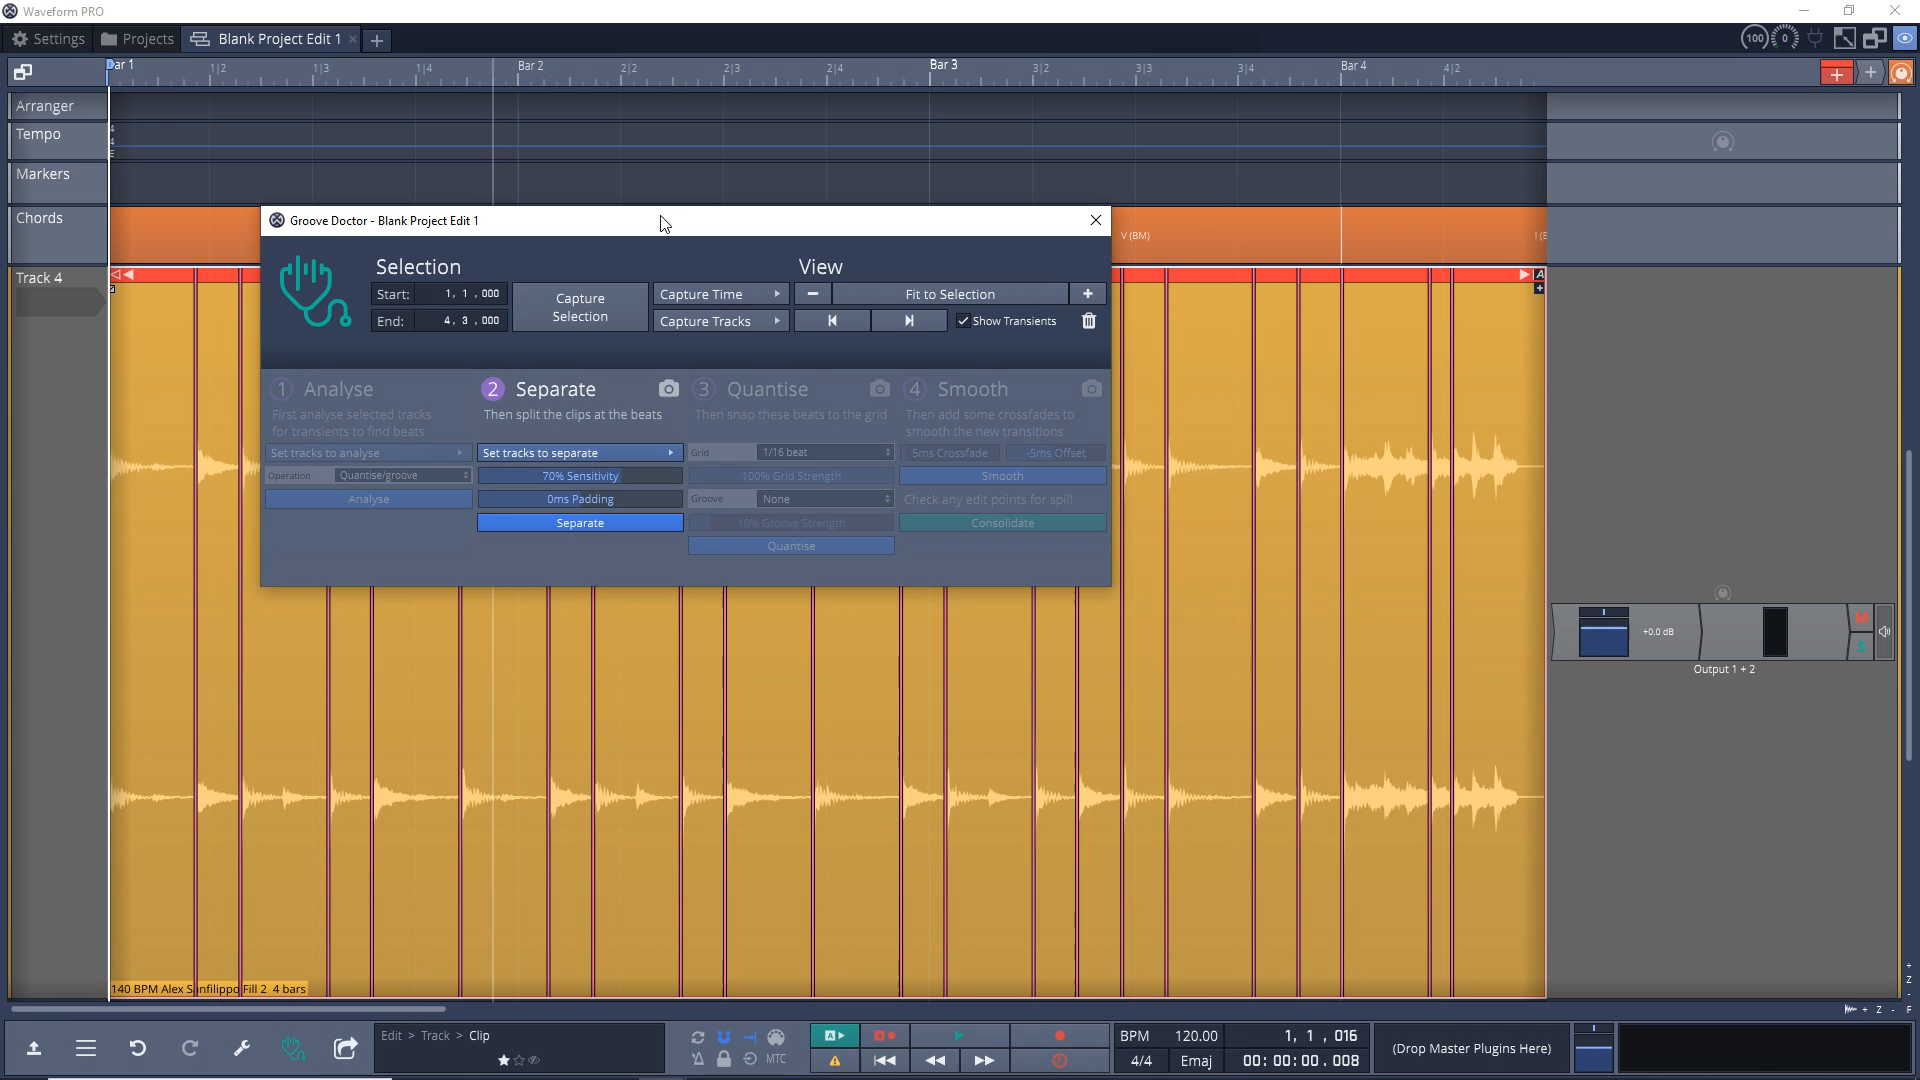 Waveform PRO
Settings
Projects
Blank Project Edit 1
100
0
Bar 1
1|2
1|3
1|4
Bar 2
2|2
2|3
2|4
Bar 3
3|2
3|3
3|4
Bar 4
4|2
Arranger
Tempo
4
4
E
Markers
Chords
V (BM)
Track 4
A
Groove Doctor - Blank Project Edit 1
Selection
View
Start:
1, 1 , 000
End:
4, 3 , 000
Capture
Selection
Capture Time
Capture Tracks
Fit to Selection
Show Transients
1 Analyse
First analyse selected tracks
for transients to find beats
Set tracks to analyse
Operation
Quantise/groove
Analyse
2 Separate
Then split the clips at the beats
Set tracks to separate
70% Sensitivity
0ms Padding
Separate
3 Quantise
Then snap these beats to the grid
Grid
1/16 beat
100% Grid Strength
Groove
None
10% Groove Strength
Quantise
4 Smooth
Then add some crossfades to
smooth the new transitions
5ms Crossfade
-5ms Offset
Smooth
Check any edit points for spill
Consolidate
+0.0 dB
M
S
Output 1 + 2
140 BPM Alex Sanfilippo Fill 2 4 bars
Z
Z
F
Edit > Track > Clip
MTC
A
BPM
120.00
4/4
Emaj
1, 1 , 016
00: 00: 00 .008
(Drop Master Plugins Here)